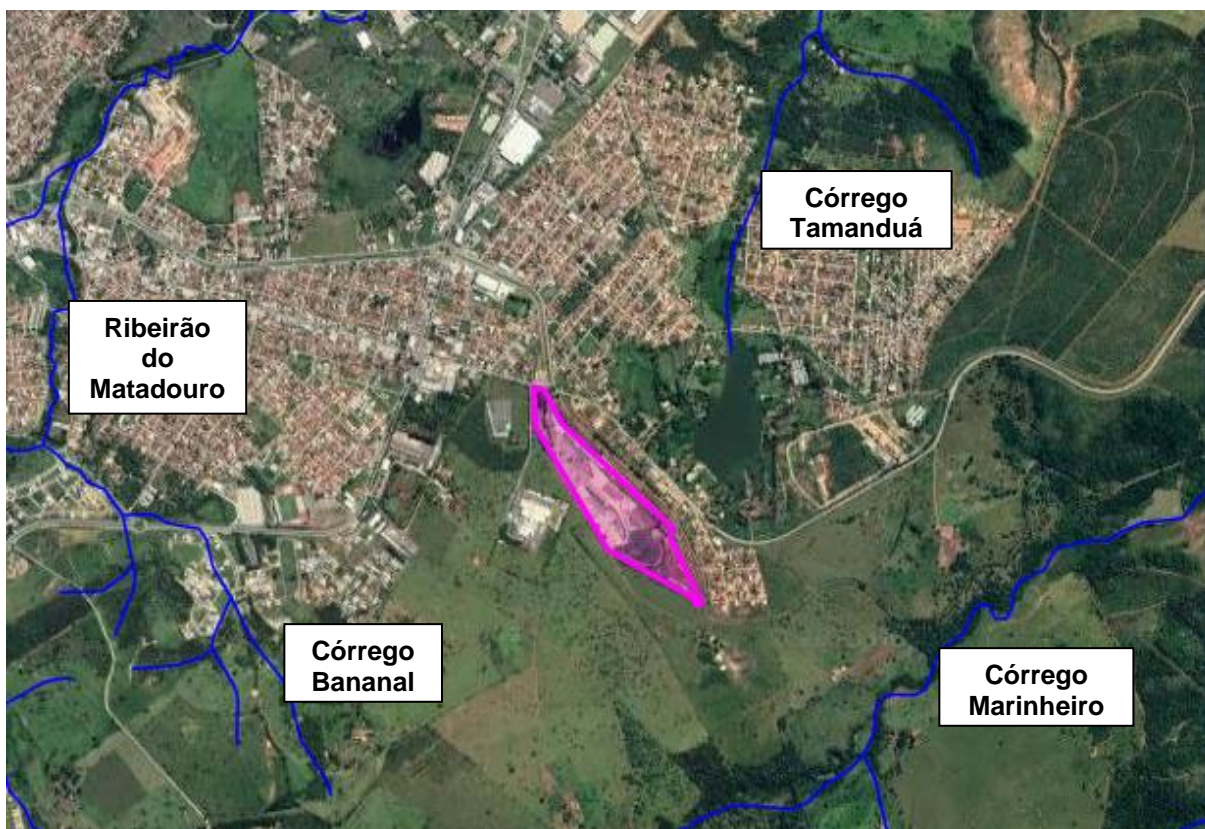 Córrego
Tamanduá
Ribeirão
do
Matadouro
Córrego
Bananal
Córrego
Marinheiro